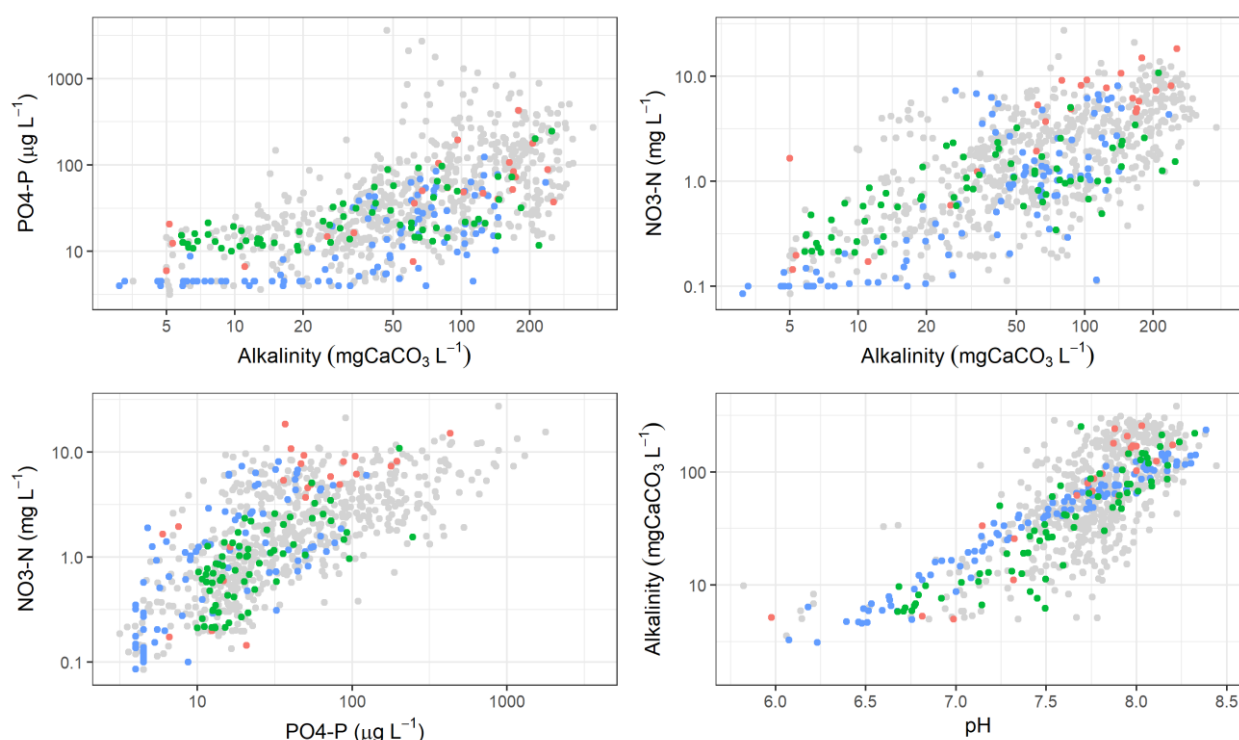 PO4-P (µg L⁻¹)
1000
100
10
5 10 20 50 100 200
Alkalinity (mgCaCO₃ L⁻¹)
NO3-N (mg L⁻¹)
10.0
1.0
0.1
5 10 20 50 100 200
Alkalinity (mgCaCO₃ L⁻¹)
NO3-N (mg L⁻¹)
10.0
1.0
0.1
10 100 1000
PO4-P (µg L⁻¹)
Alkalinity (mgCaCO₃ L⁻¹)
100
10
6.0 6.5 7.0 7.5 8.0 8.5
pH